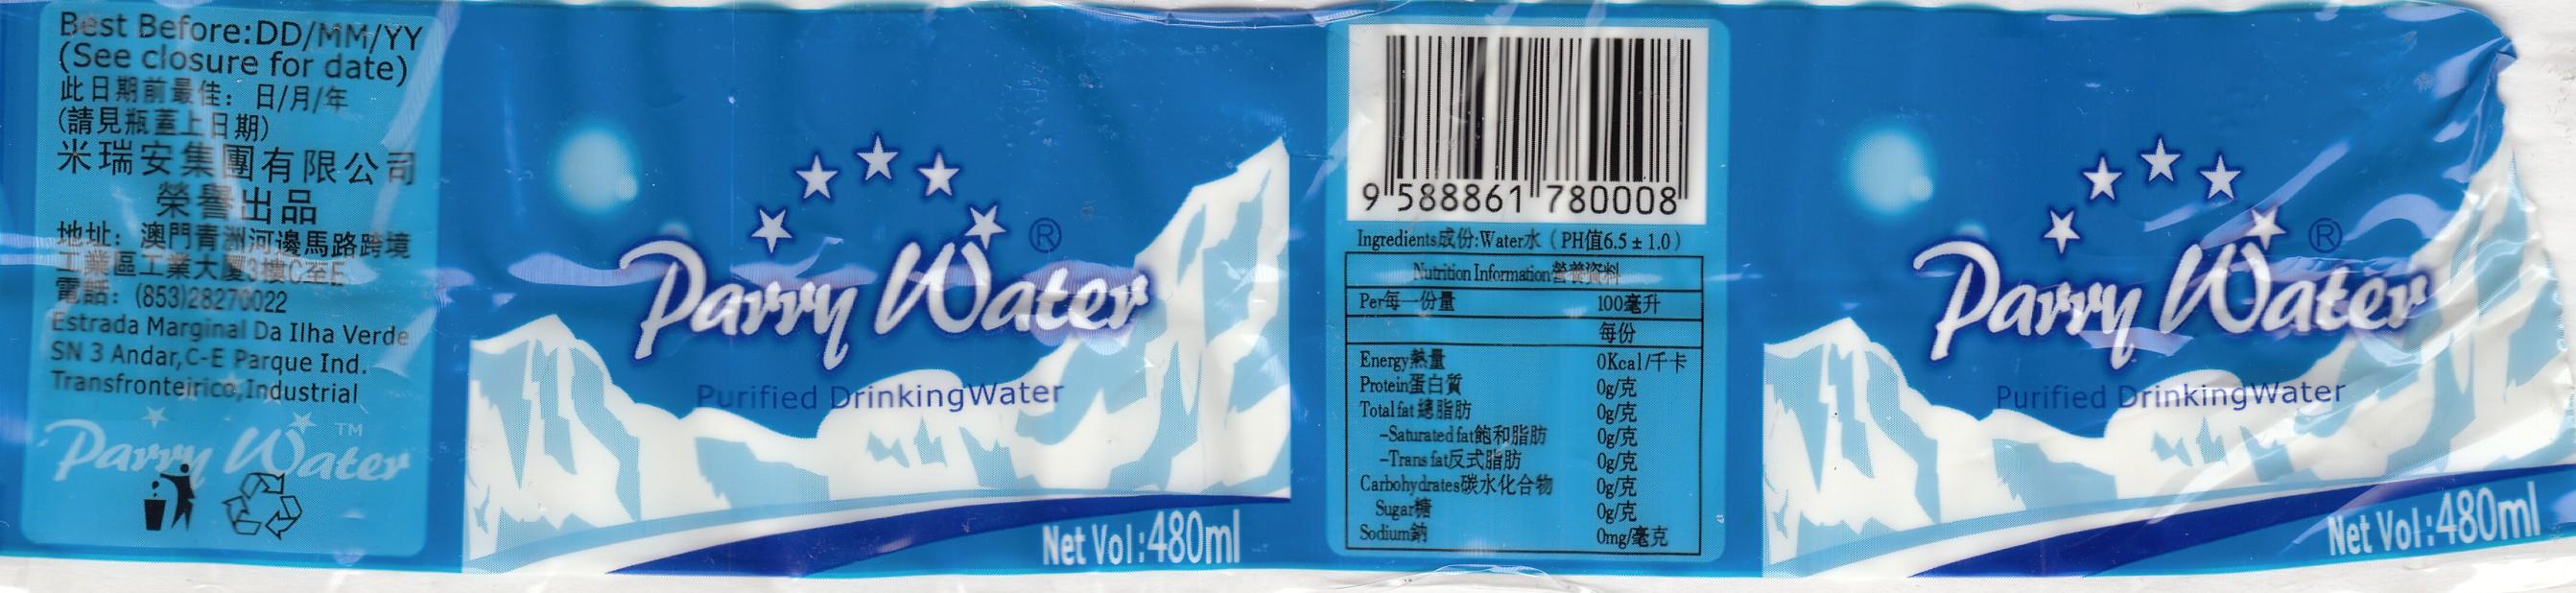 Best Before:DD/MM/YY
(See closure for date)
此日期前最佳：日/月/年
(請見瓶蓋上日期)
米瑞安集團有限公司
榮譽出品
地址：澳門青洲河邊馬路跨境
工業區工業大廈3樓C至E
電話：(853)28270022
Estrada Marginal Da Ilha Verde
SN 3 Andar,C-E Parque Ind.
Transfronteirico,Industrial
Parry Water TM
Parry Water ®
Purified DrinkingWater
Net Vol:480ml
9 588861 780008
Ingredients成份:Water水（PH值6.5±1.0）
Nutrition Information營養資料
Per每一份量 100毫升
每份
Energy熱量 0Kcal/千卡
Protein蛋白質 0g/克
Total fat 總脂肪 0g/克
-Saturated fat飽和脂肪 0g/克
-Trans fat反式脂肪 0g/克
Carbohydrates碳水化合物 0g/克
Sugar糖 0g/克
Sodium鈉 0mg/毫克
Parry Water ®
Purified DrinkingWater
Net Vol:480ml